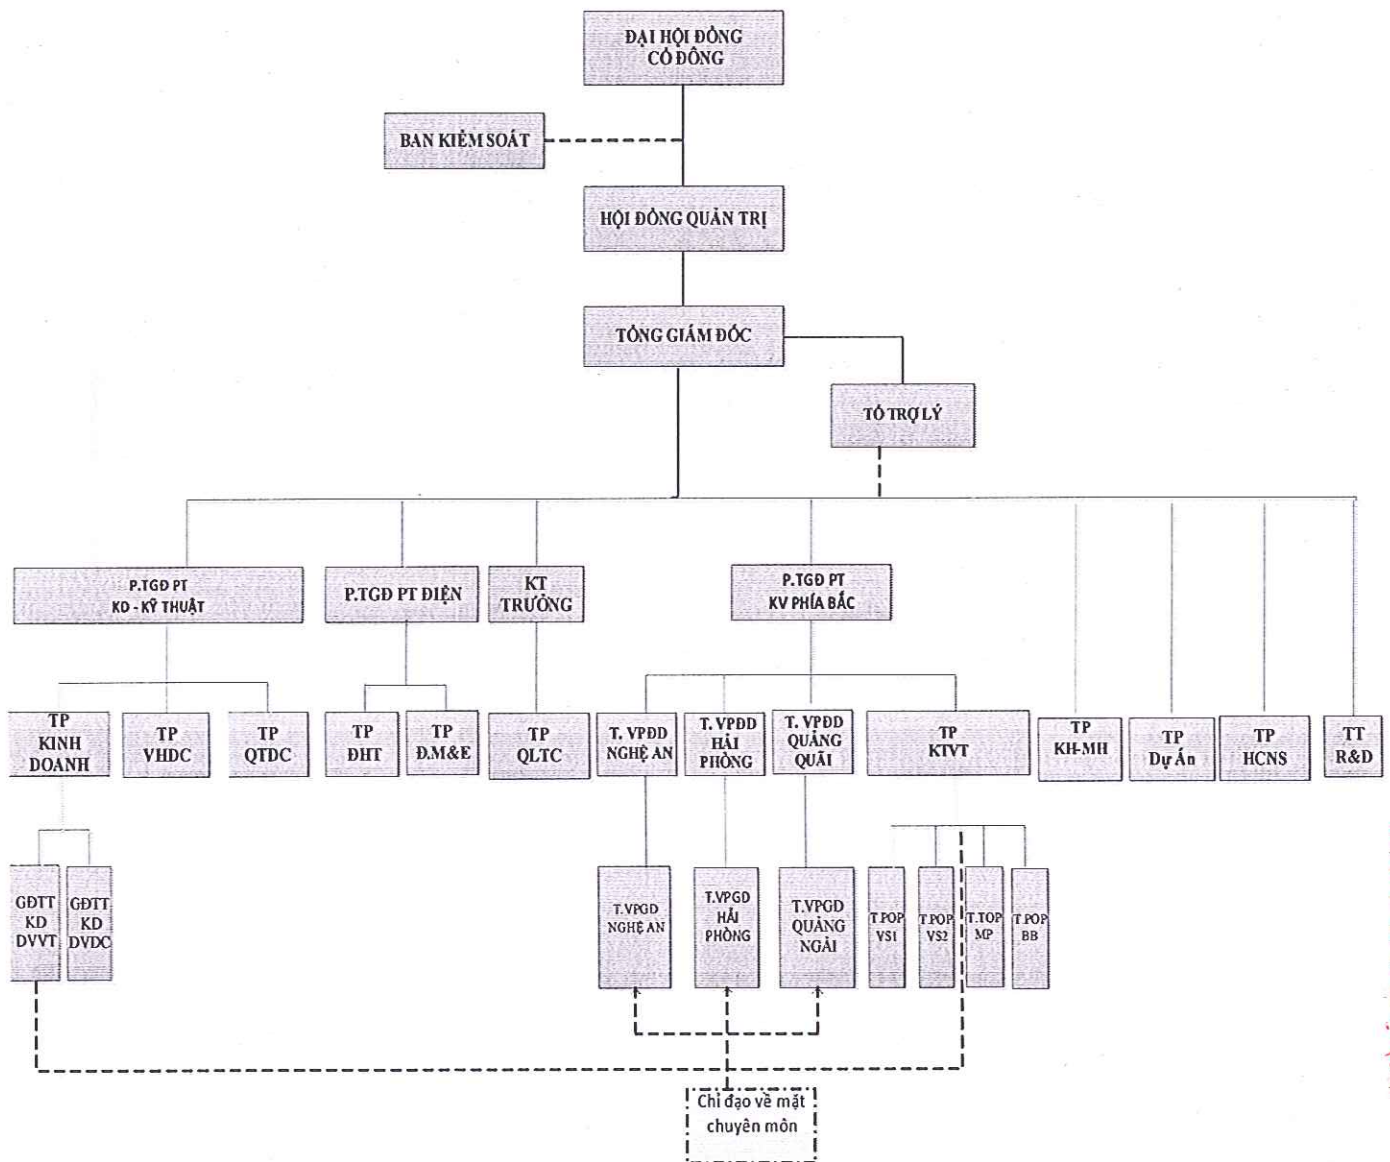 ĐẠI HỘI ĐỒNG
CỔ ĐÔNG
BAN KIỂM SOÁT
HỘI ĐỒNG QUẢN TRỊ
TỔNG GIÁM ĐỐC
TỔ TRỢ LÝ
P.TGĐ PT
KD - KỸ THUẬT
P.TGĐ PT ĐIỆN
KT
TRƯỞNG
P.TGĐ PT
KV PHÍA BẮC
TP
KINH
DOANH
TP
VHDC
TP
QTDC
TP
ĐHT
TP
Đ.M&E
TP
QLTC
T. VPĐD
NGHỆ AN
T. VPĐD
HẢI
PHÒNG
T. VPĐD
QUẢNG
QUÃI
TP
KTVT
TP
KH-MH
TP
Dự Án
TP
HCNS
TT
R&D
GĐTT
KD
DVVT
GĐTT
KD
DVDC
T.VPGD
NGHỆ AN
T.VPGD
HẢI
PHÒNG
T.VPGD
QUẢNG
NGÃI
T.POP
VS1
T.POP
VS2
T.TOP
MP
T.POP
BB
Chỉ đạo về mặt
chuyên môn